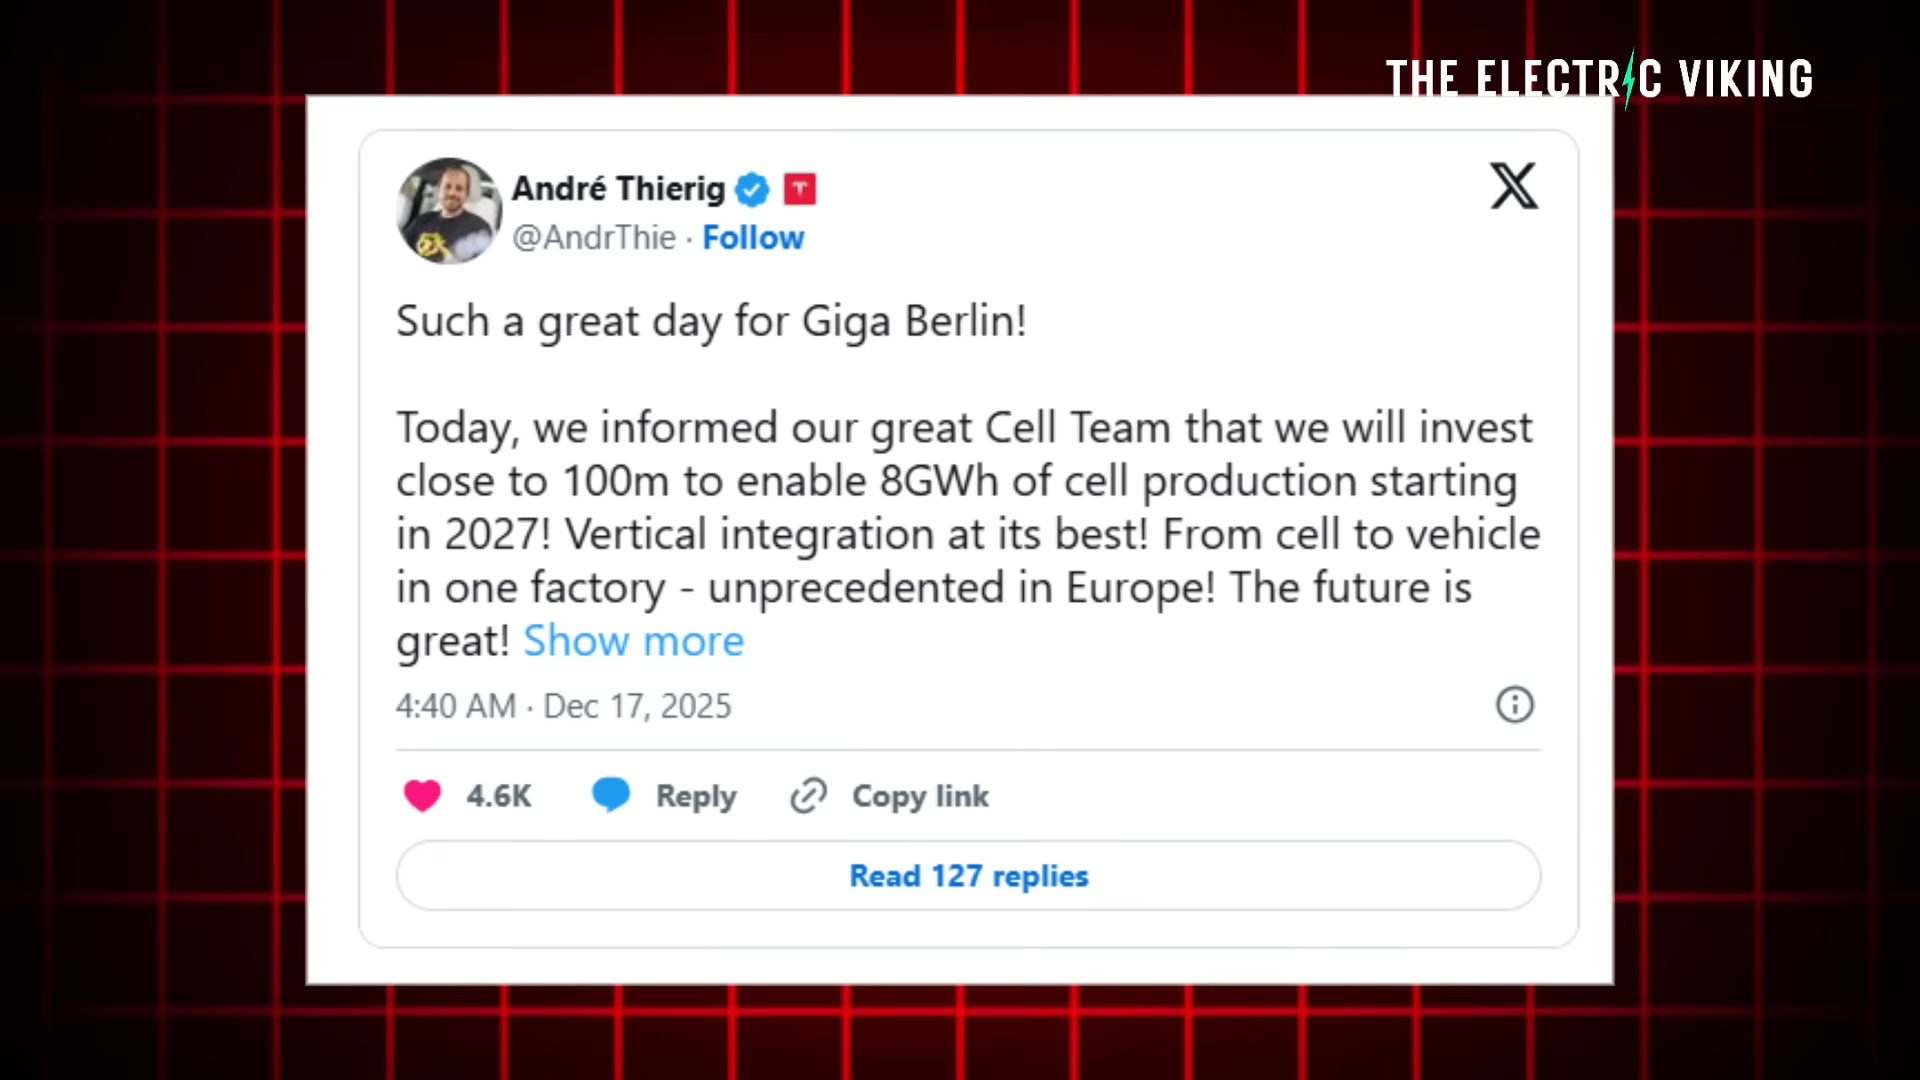 THE ELECTRIC VIKING
André Thierig
@AndrThie · Follow
Such a great day for Giga Berlin!
Today, we informed our great Cell Team that we will invest
close to 100m to enable 8GWh of cell production starting
in 2027! Vertical integration at its best! From cell to vehicle
in one factory - unprecedented in Europe! The future is
great! Show more
4:40 AM · Dec 17, 2025
4.6K Reply Copy link
Read 127 replies